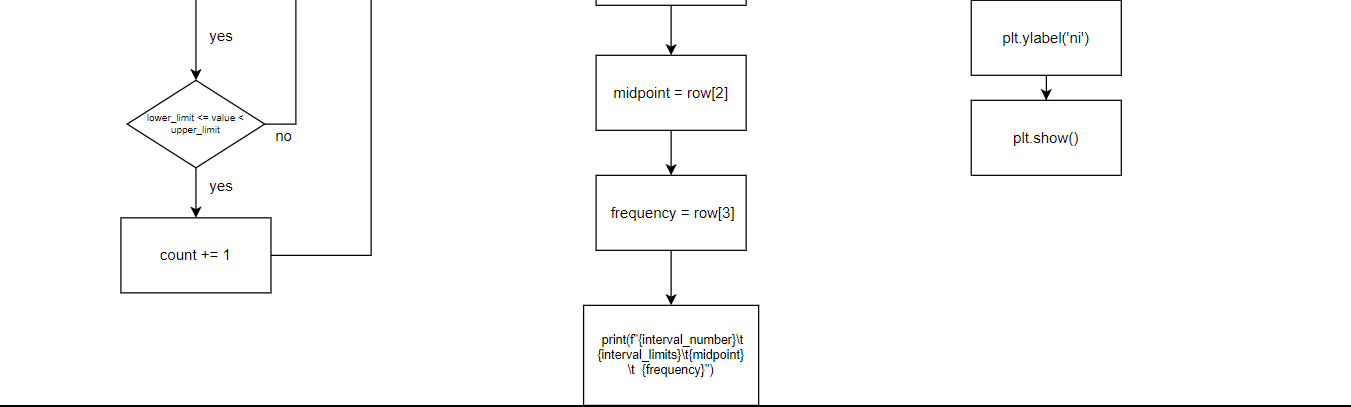 yes
lower_limit <= value <
upper_limit
no
yes
count += 1
midpoint = row[2]
frequency = row[3]
print(f"{interval_number}\t
{interval_limits}\t{midpoint}
\t {frequency}")
plt.ylabel('ni')
plt.show()